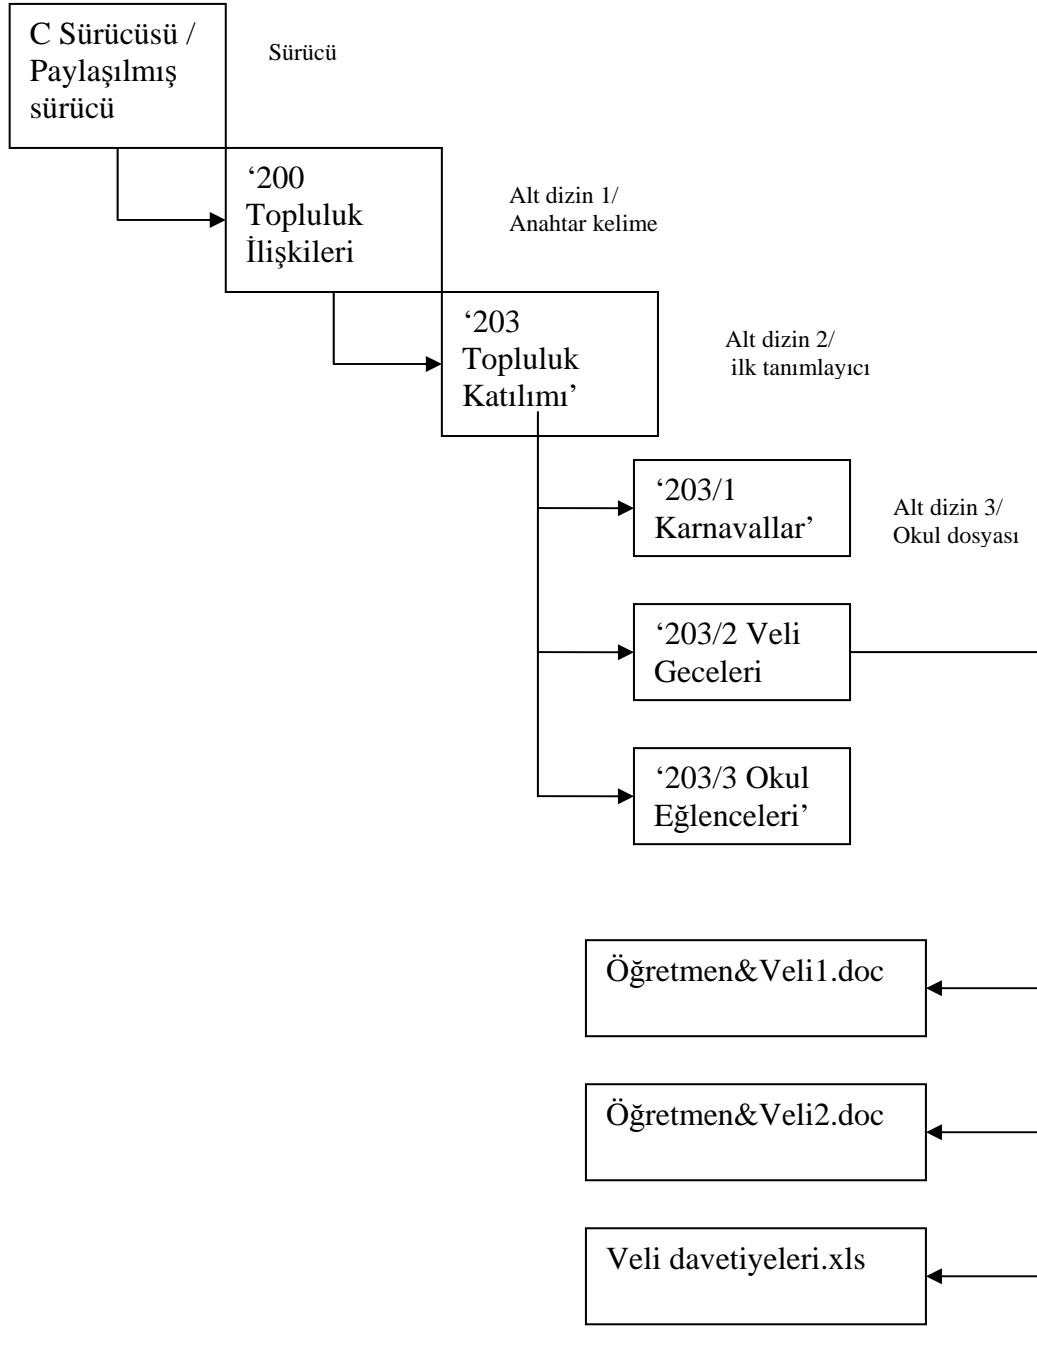 C Sürücüsü /
Paylaşılmış
sürücü
Sürücü
‘200
Topluluk
İlişkileri
Alt dizin 1/
Anahtar kelime
‘203
Topluluk
Katılımı’
Alt dizin 2/
ilk tanımlayıcı
‘203/1
Karnavallar’
Alt dizin 3/
Okul dosyası
‘203/2 Veli
Geceleri
‘203/3 Okul
Eğlenceleri’
Öğretmen&Veli1.doc
Öğretmen&Veli2.doc
Veli davetiyeleri.xls